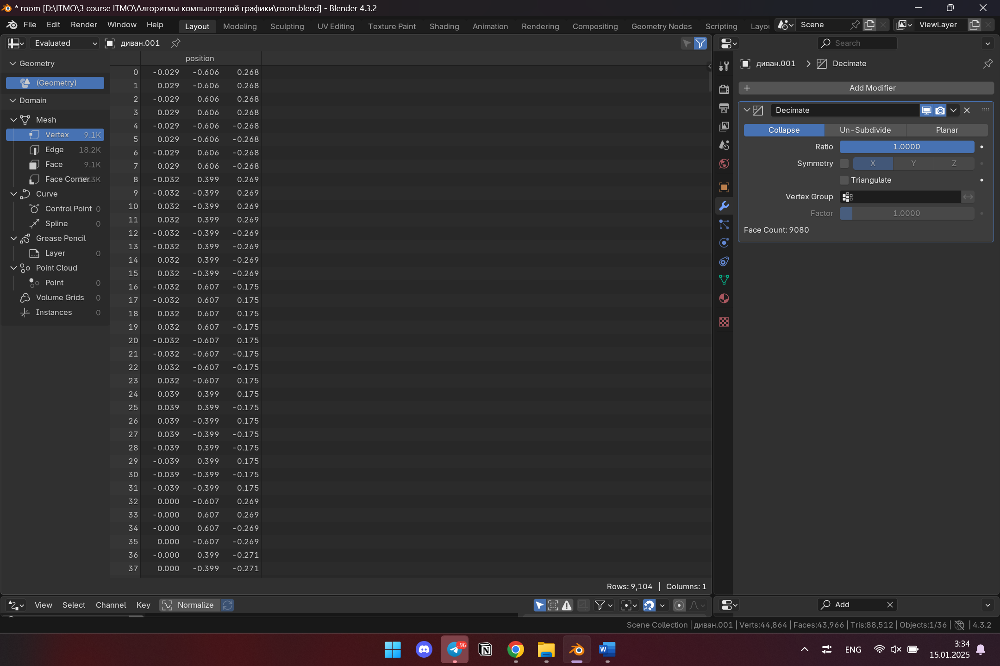 * room [D:\ITMO\3 course ITMO\Алгоритмы компьютерной графики\room.blend] - Blender 4.3.2
File Edit Render Window Help Layout Modeling Sculpting UV Editing Texture Paint Shading Animation Rendering Compositing Geometry Nodes Scripting Layou Scene ViewLayer
Evaluated диван.001
Search
Geometry
(Geometry)
Domain
Mesh
Vertex 9.1K
Edge 18.2K
Face 9.1K
Face Corner .3K
Curve
Control Point 0
Spline 0
Grease Pencil
Layer 0
Point Cloud
Point 0
Volume Grids 0
Instances 0
position
0 -0.029 -0.606 0.268
1 0.029 -0.606 0.268
2 -0.029 0.606 0.268
3 0.029 0.606 0.268
4 -0.029 -0.606 -0.268
5 0.029 -0.606 -0.268
6 -0.029 0.606 -0.268
7 0.029 0.606 -0.268
8 -0.032 0.399 0.269
9 -0.032 -0.399 0.269
10 0.032 -0.399 0.269
11 0.032 0.399 0.269
12 -0.032 -0.399 -0.269
13 -0.032 0.399 -0.269
14 0.032 0.399 -0.269
15 0.032 -0.399 -0.269
16 -0.032 0.607 -0.175
17 -0.032 0.607 0.175
18 0.032 0.607 0.175
19 0.032 0.607 -0.175
20 -0.032 -0.607 0.175
21 -0.032 -0.607 -0.175
22 0.032 -0.607 -0.175
23 0.032 -0.607 0.175
24 0.039 0.399 0.175
25 0.039 0.399 -0.175
26 0.039 -0.399 0.175
27 0.039 -0.399 -0.175
28 -0.039 0.399 -0.175
29 -0.039 0.399 0.175
30 -0.039 -0.399 -0.175
31 -0.039 -0.399 0.175
32 0.000 -0.607 0.269
33 -0.000 0.607 0.269
34 -0.000 0.607 -0.269
35 0.000 -0.607 -0.269
36 -0.000 0.399 -0.271
37 0.000 -0.399 -0.271
Rows: 9,104 | Columns: 1
диван.001 > Decimate
Add Modifier
Decimate
Collapse Un-Subdivide Planar
Ratio 1.0000
Symmetry X Y Z
Triangulate
Vertex Group
Factor 1.0000
Face Count: 9080
View Select Channel Key Normalize
Add
Scene Collection | диван.001 | Verts:44,864 | Faces:43,966 | Tris:88,512 | Objects:1/36 | 4.3.2
..96
N
W
ENG
3:34
15.01.2025